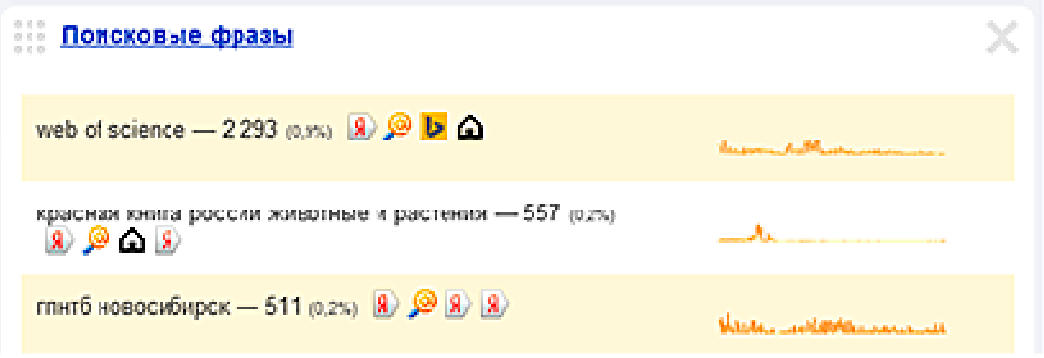 Поисковые фразы
web of science — 2 293 (0,9%)
красная книга россии животные и растения — 557 (0,2%)
гпнтб новосибирск — 511 (0,2%)